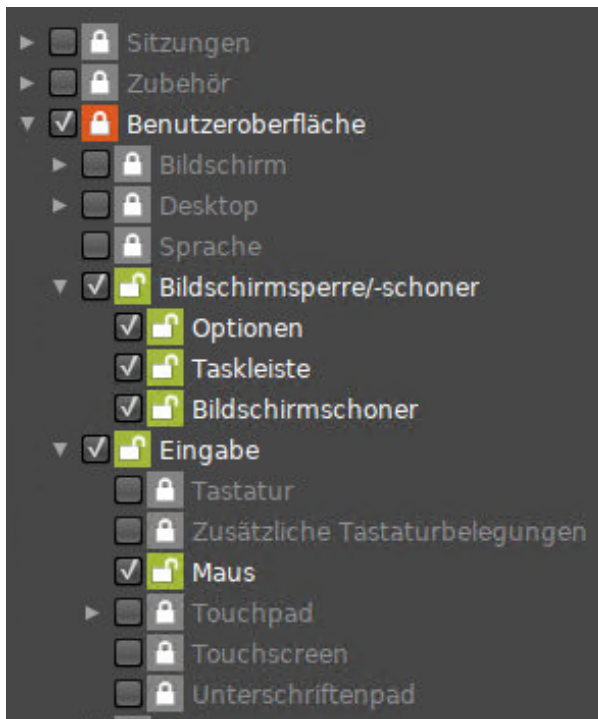 Sitzungen
Zubehör
Benutzeroberfläche
Bildschirm
Desktop
Sprache
Bildschirmsperre/-schoner
Optionen
Taskleiste
Bildschirmschoner
Eingabe
Tastatur
Zusätzliche Tastaturbelegungen
Maus
Touchpad
Touchscreen
Unterschriftenpad